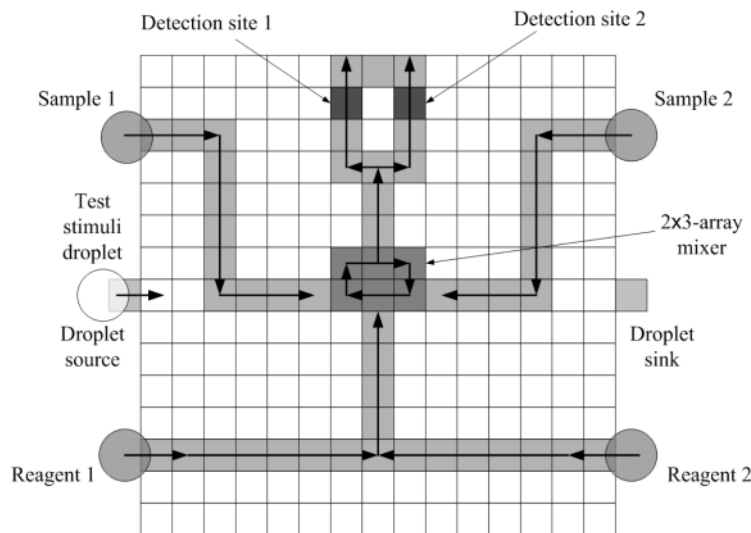 Detection site 1
Detection site 2
Sample 1
Sample 2
Test
stimuli
droplet
2x3-array
mixer
Droplet
source
Droplet
sink
Reagent 1
Reagent 2